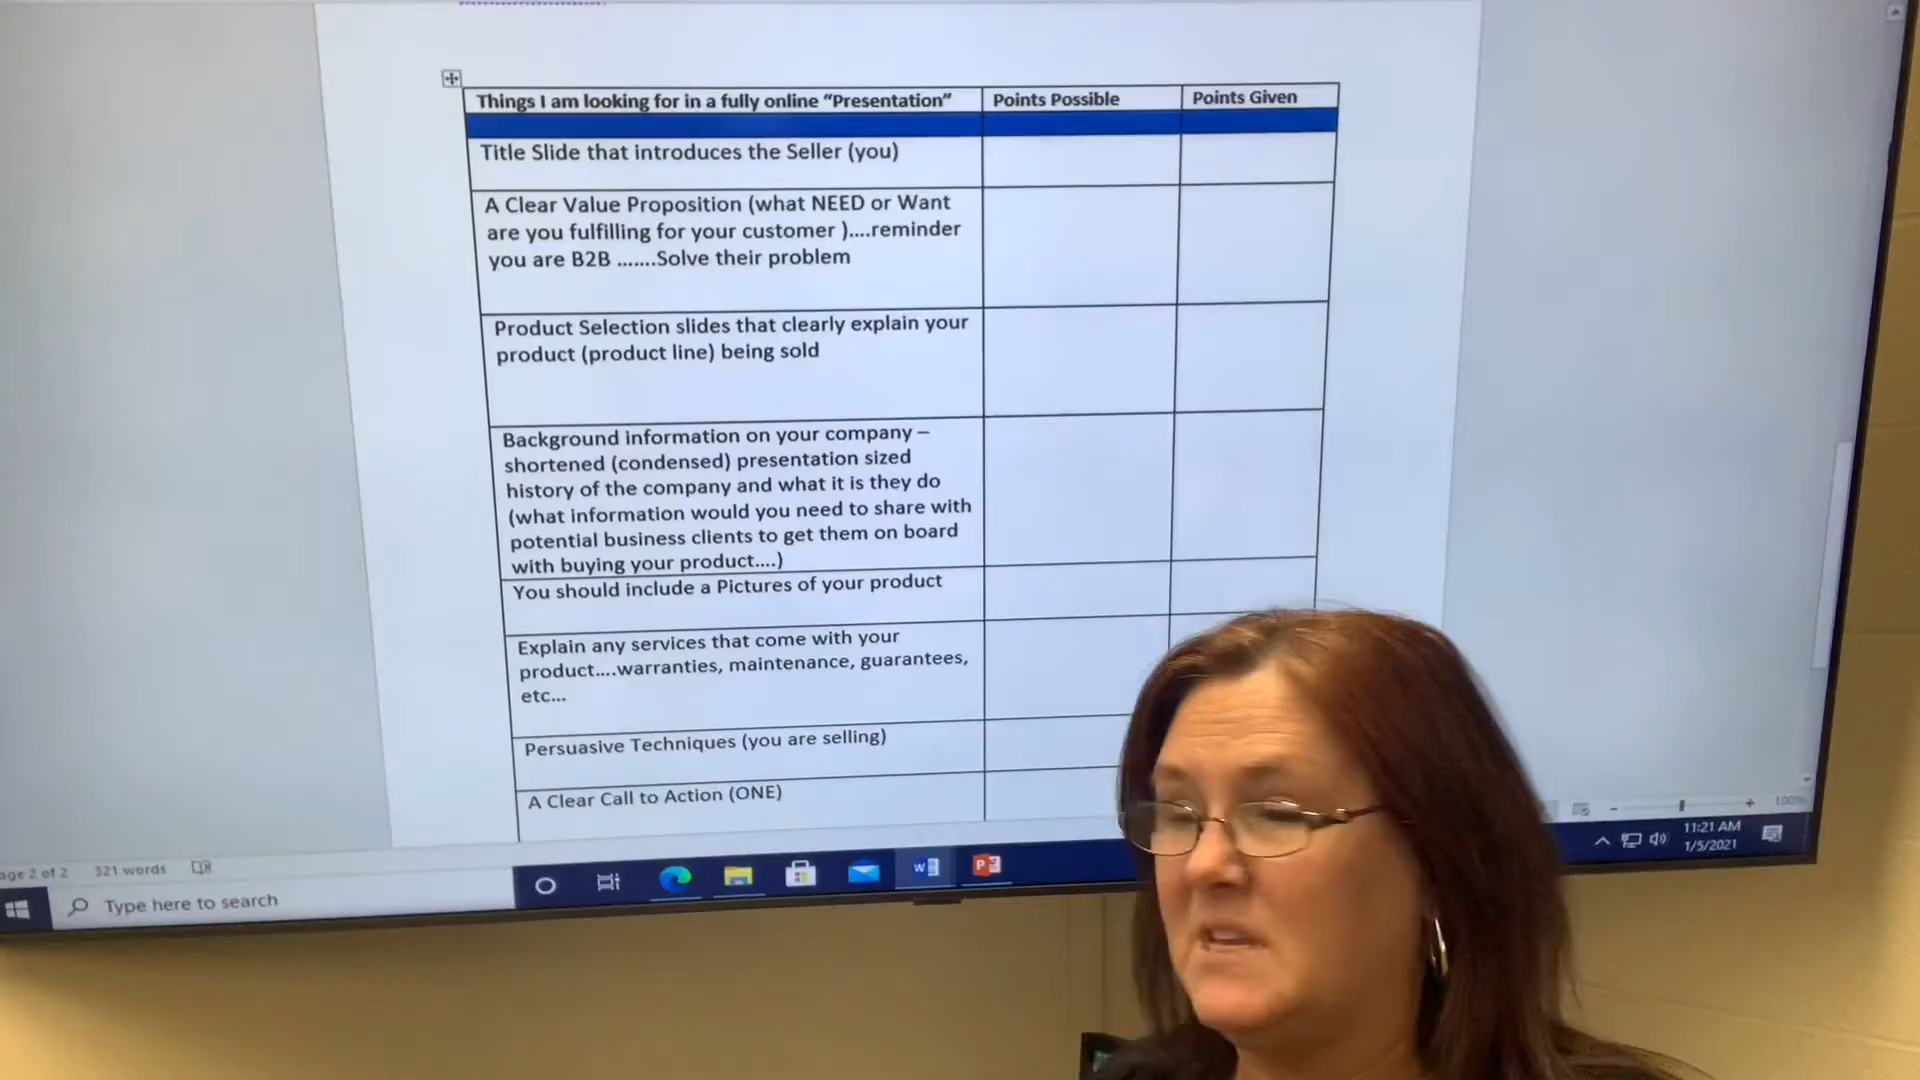 Things I am looking for in a fully online “Presentation” Points Possible Points Given
Title Slide that introduces the Seller (you)
A Clear Value Proposition (what NEED or Want
are you fulfilling for your customer )....reminder
you are B2B .......Solve their problem
Product Selection slides that clearly explain your
product (product line) being sold
Background information on your company –
shortened (condensed) presentation sized
history of the company and what it is they do
(what information would you need to share with
potential business clients to get them on board
with buying your product....)
You should include a Pictures of your product
Explain any services that come with your
product....warranties, maintenance, guarantees,
etc...
Persuasive Techniques (you are selling)
A Clear Call to Action (ONE)
100%
age 2 of 2 321 words
Type here to search
W
P
11:21 AM
1/5/2021